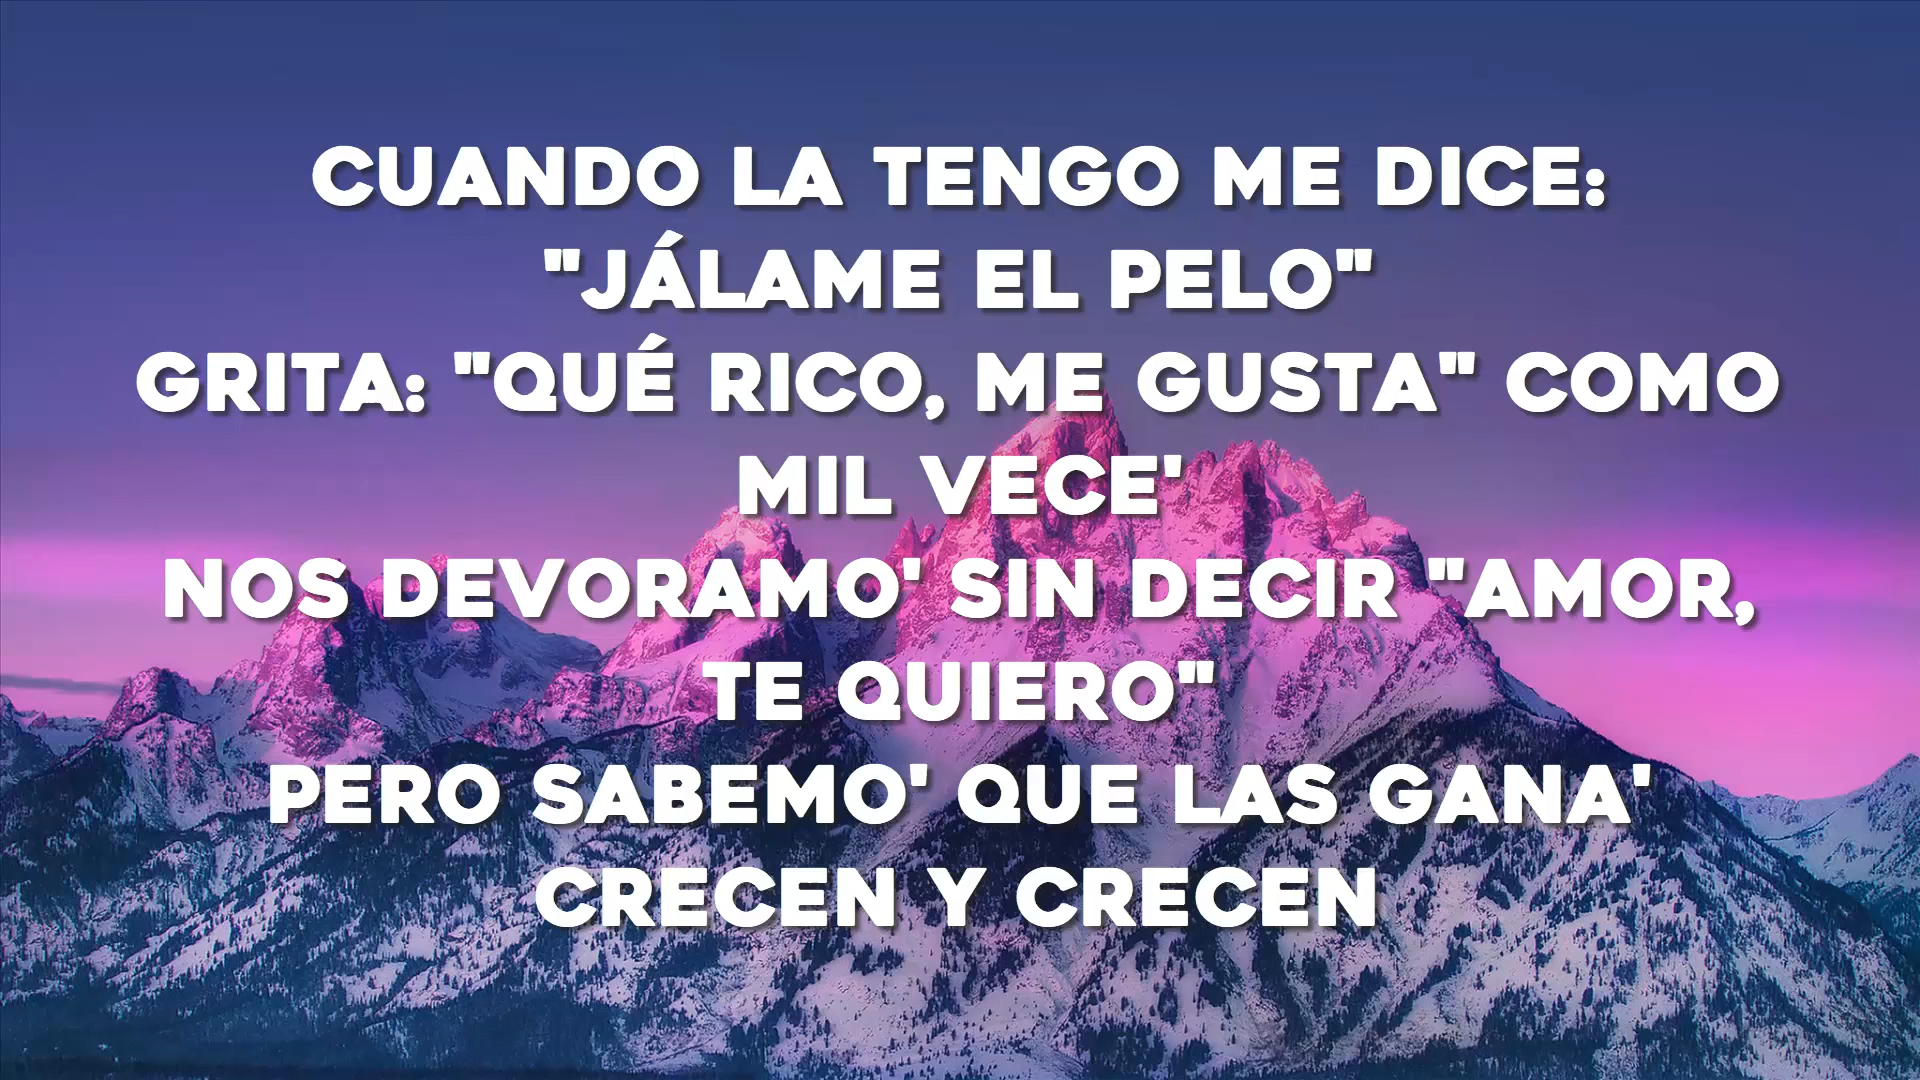 CUANDO LA TENGO ME DICE:
"JÁLAME EL PELO"
GRITA: "QUÉ RICO, ME GUSTA" COMO
MIL VECE'
NOS DEVORAMO' SIN DECIR "AMOR,
TE QUIERO"
PERO SABEMO' QUE LAS GANA'
CRECEN Y CRECEN